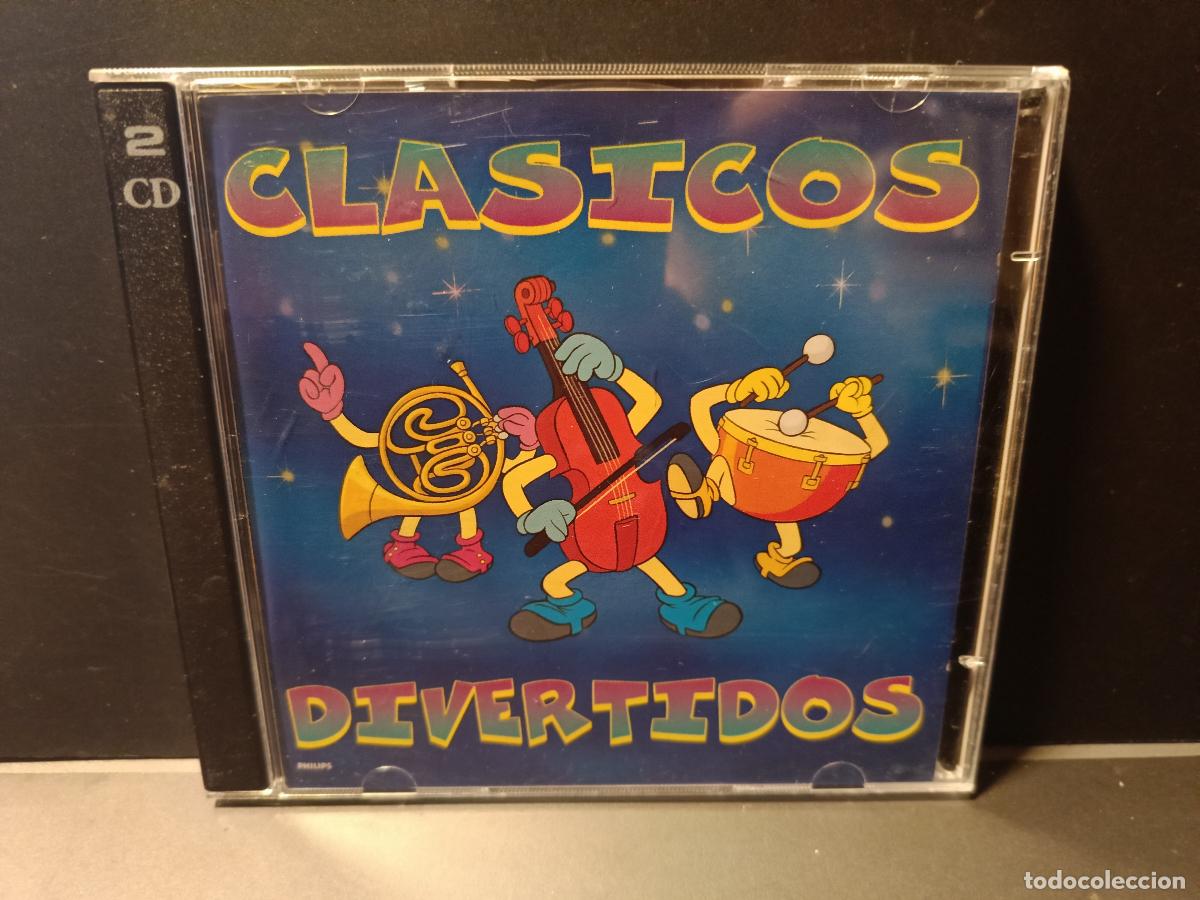 2
CD
CLASICOS
DIVERTIDOS
PHILIPS
todocoleccion